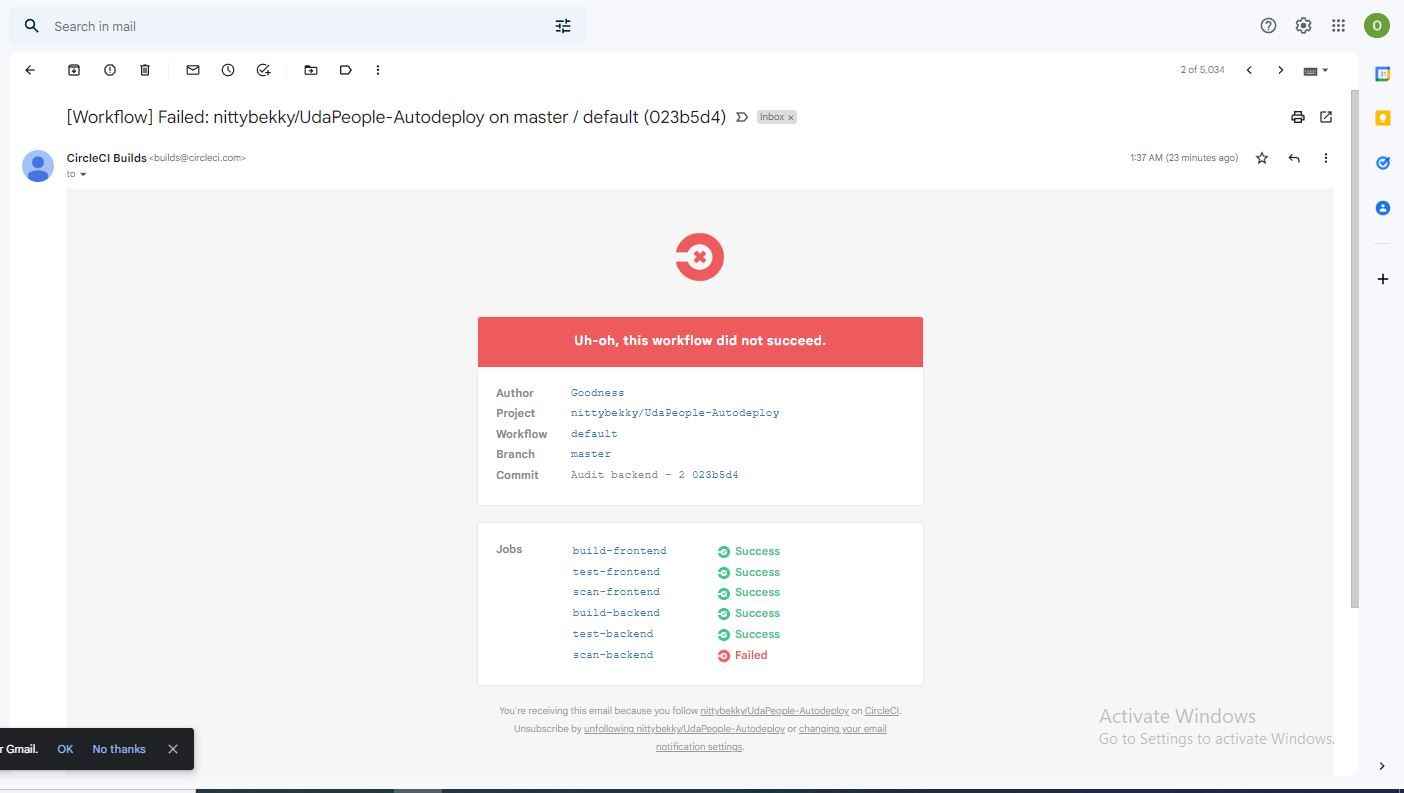 Search in mail
O
2 of 5,034
[Workflow] Failed: nittybekky/UdaPeople-Autodeploy on master / default (023b5d4)
Inbox x
CircleCI Builds <builds@circleci.com>
1:37 AM (23 minutes ago)
to
31
Uh-oh, this workflow did not succeed.
Author Goodness
Project nittybekky/UdaPeople-Autodeploy
Workflow default
Branch master
Commit Audit backend - 2 023b5d4
Jobs build-frontend Success
test-frontend Success
scan-frontend Success
build-backend Success
test-backend Success
scan-backend Failed
You're receiving this email because you follow nittybekky/UdaPeople-Autodeploy on CircleCI.
Unsubscribe by unfollowing nittybekky/UdaPeople-Autodeploy or changing your email
notification settings.
Activate Windows
Go to Settings to activate Windows.
r Gmail. OK No thanks